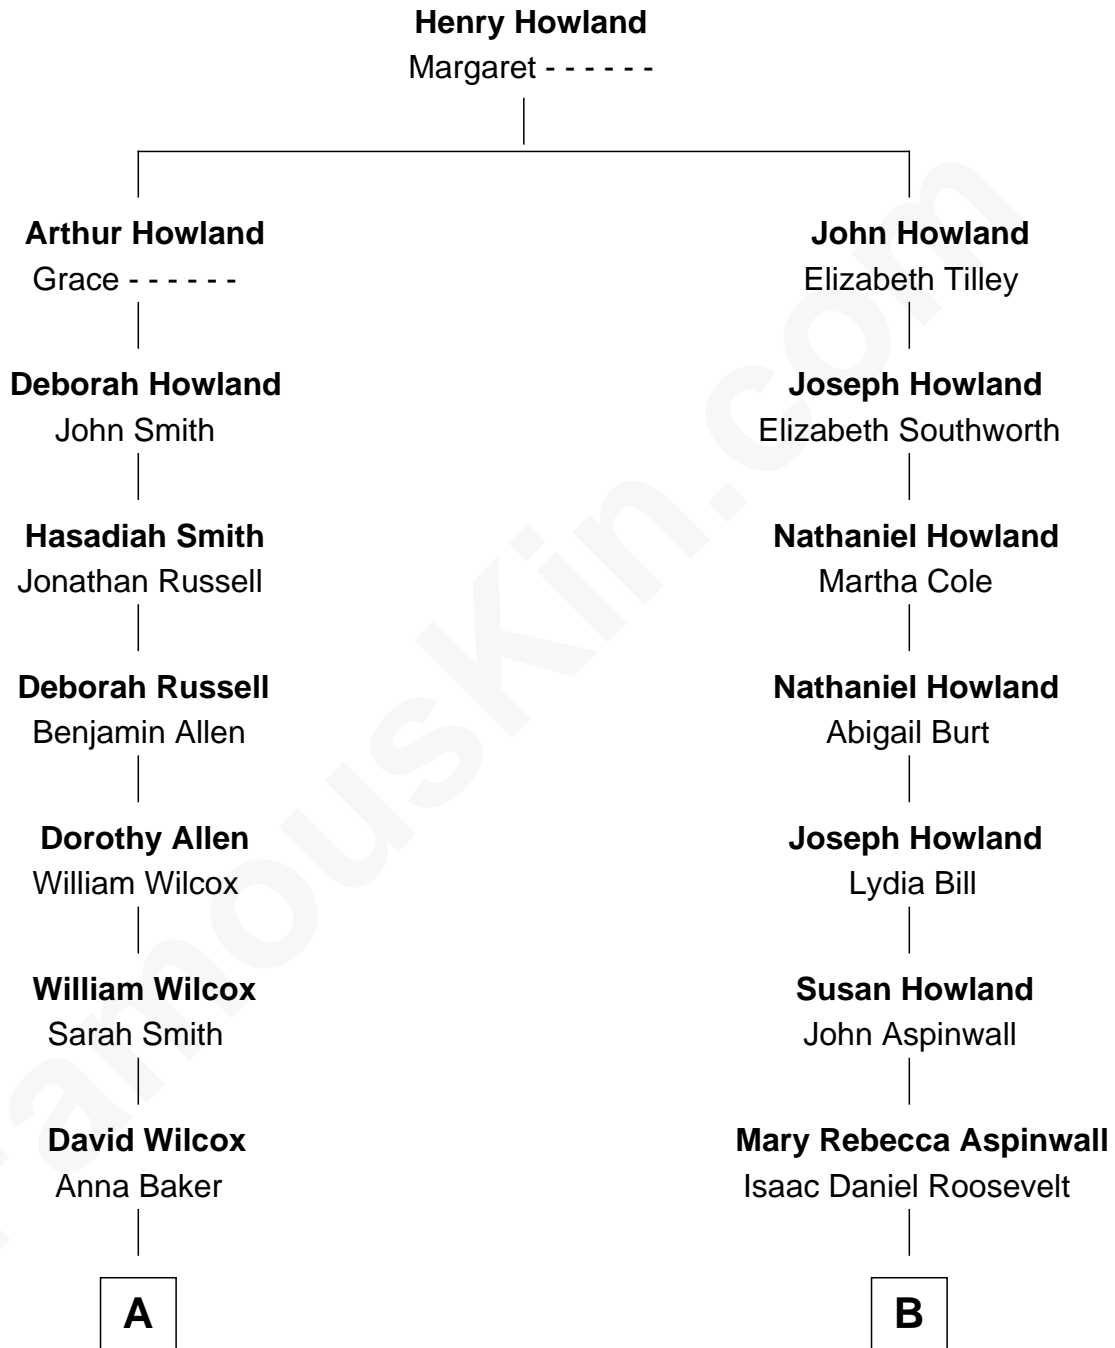 Henry Howland
Margaret - - - - - -
Arthur Howland
Grace - - - - - -
John Howland
Elizabeth Tilley
Deborah Howland
John Smith
Joseph Howland
Elizabeth Southworth
Hasadiah Smith
Jonathan Russell
Nathaniel Howland
Martha Cole
Deborah Russell
Benjamin Allen
Nathaniel Howland
Abigail Burt
Dorothy Allen
William Wilcox
Joseph Howland
Lydia Bill
William Wilcox
Sarah Smith
Susan Howland
John Aspinwall
David Wilcox
Anna Baker
Mary Rebecca Aspinwall
Isaac Daniel Roosevelt
A
B
FamousKin.com